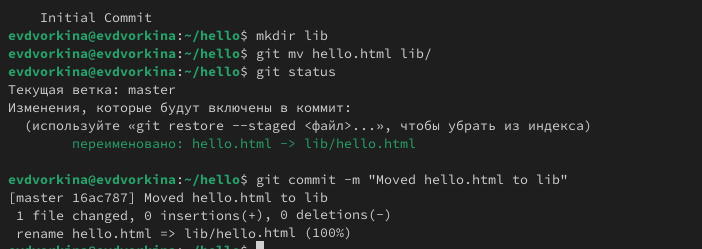 Initial Commit
evdvorkina@evdvorkina:~/hello$ mkdir lib
evdvorkina@evdvorkina:~/hello$ git mv hello.html lib/
evdvorkina@evdvorkina:~/hello$ git status
Текущая ветка: master
Изменения, которые будут включены в коммит:
  (используйте «git restore --staged <файл>...», чтобы убрать из индекса)
        переименовано: hello.html -> lib/hello.html
evdvorkina@evdvorkina:~/hello$ git commit -m "Moved hello.html to lib"
[master 16ac787] Moved hello.html to lib
 1 file changed, 0 insertions(+), 0 deletions(-)
 rename hello.html => lib/hello.html (100%)
evdvorkina@evdvorkina:~/hello$